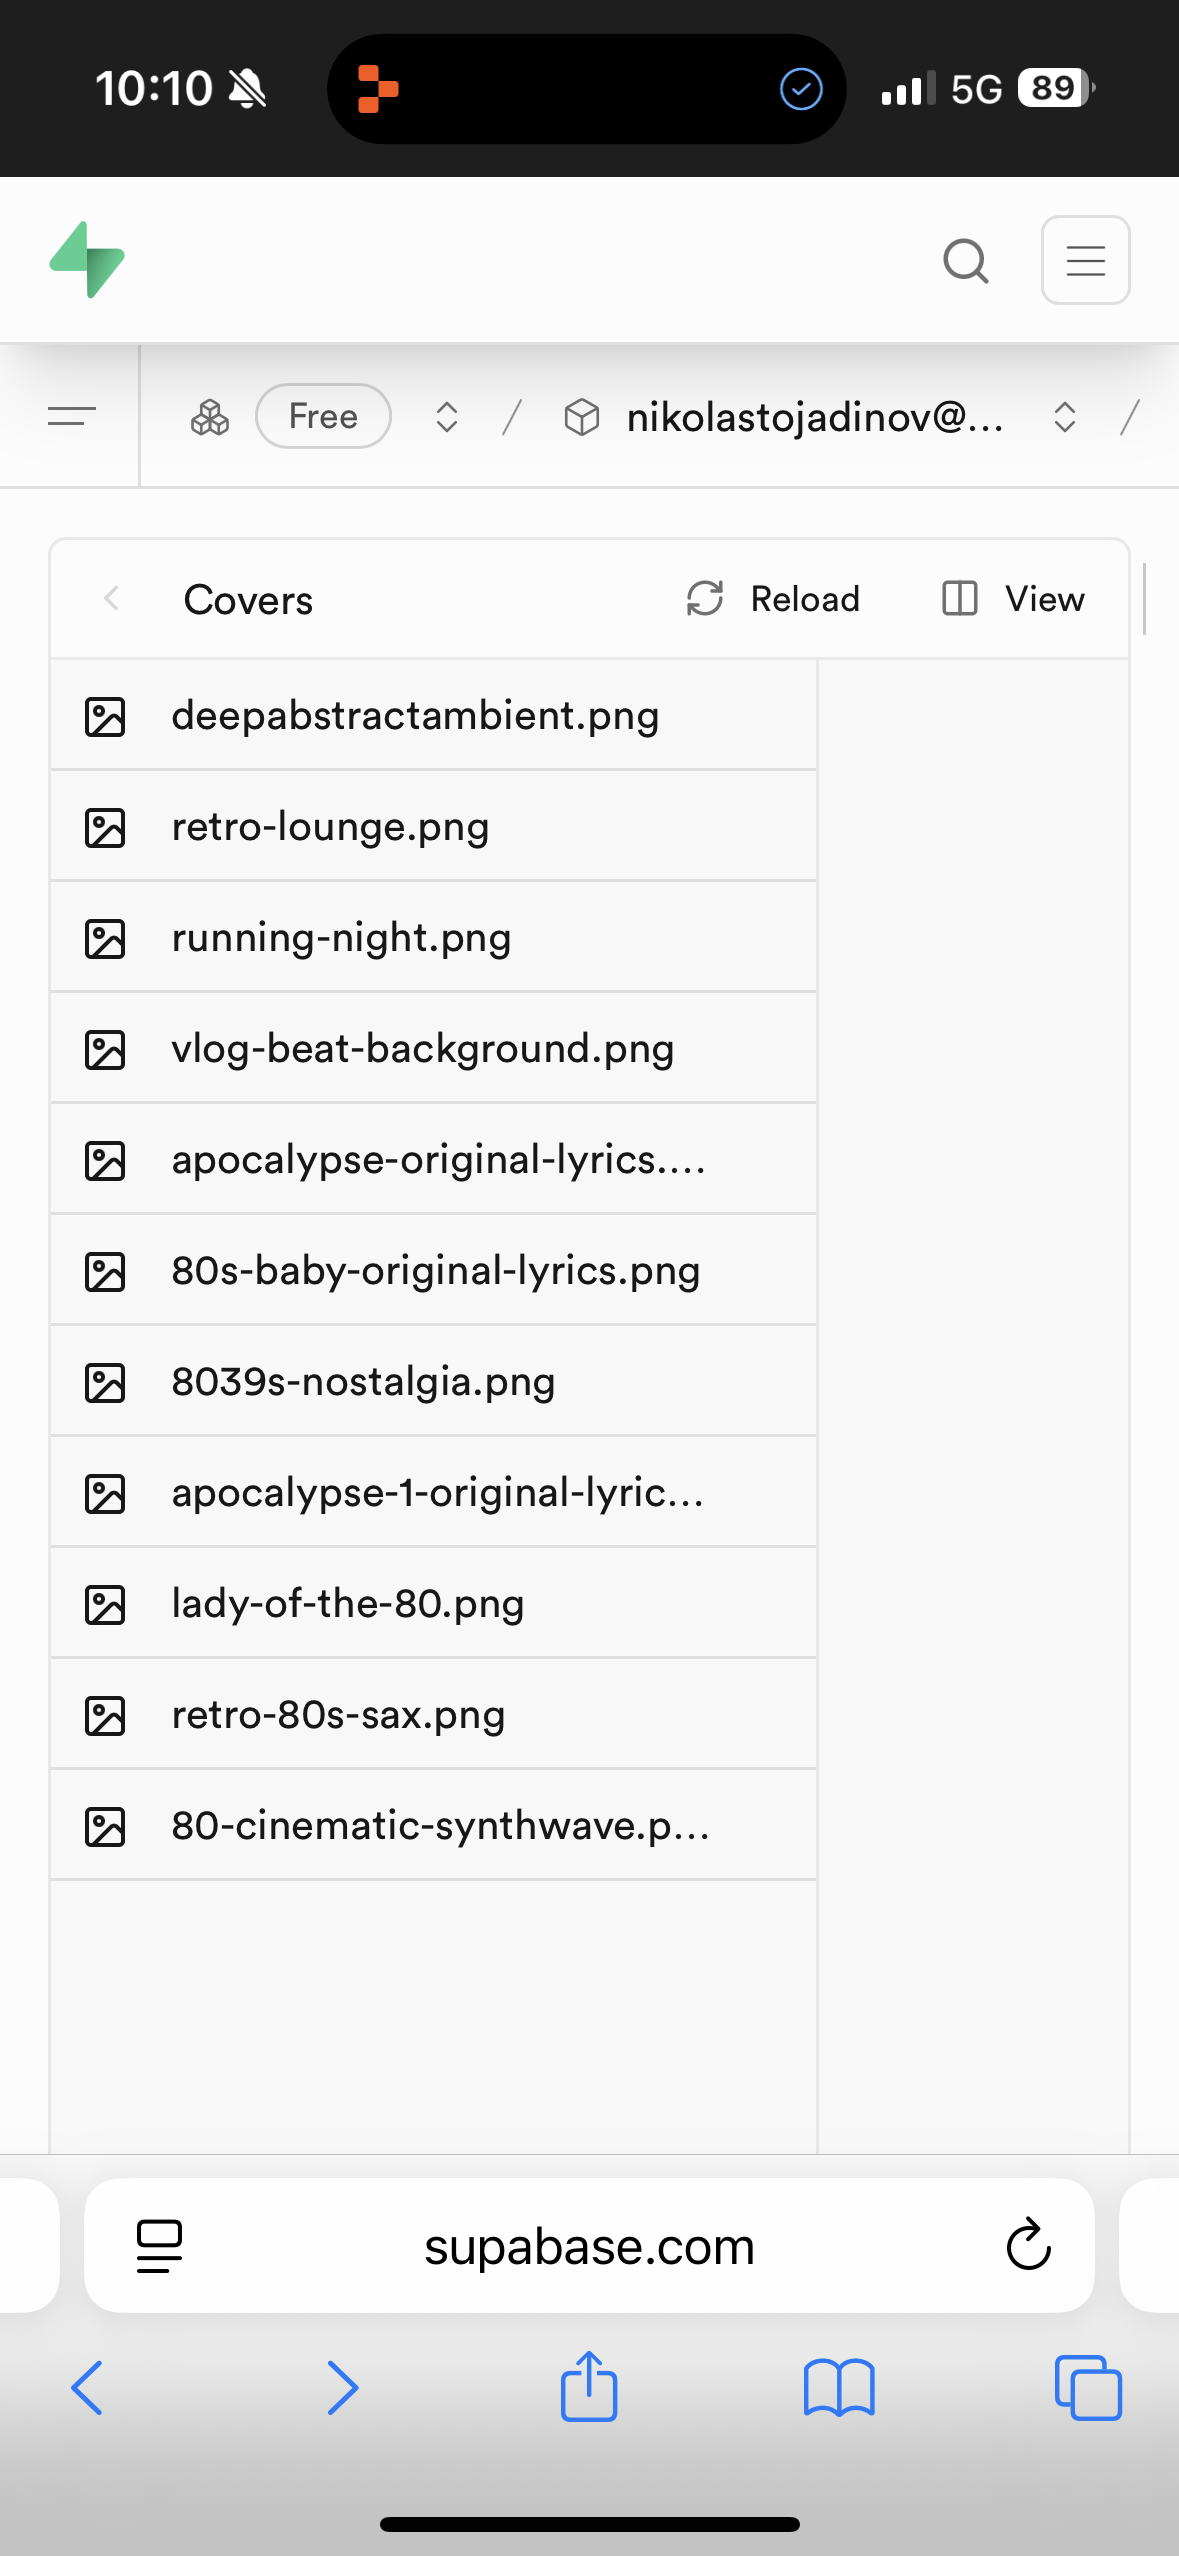 10:10
5G 89
Free / nikolastojadinov@... /
Covers Reload View
deepabstractambient.png
retro-lounge.png
running-night.png
vlog-beat-background.png
apocalypse-original-lyrics....
80s-baby-original-lyrics.png
8039s-nostalgia.png
apocalypse-1-original-lyric...
lady-of-the-80.png
retro-80s-sax.png
80-cinematic-synthwave.p...
supabase.com